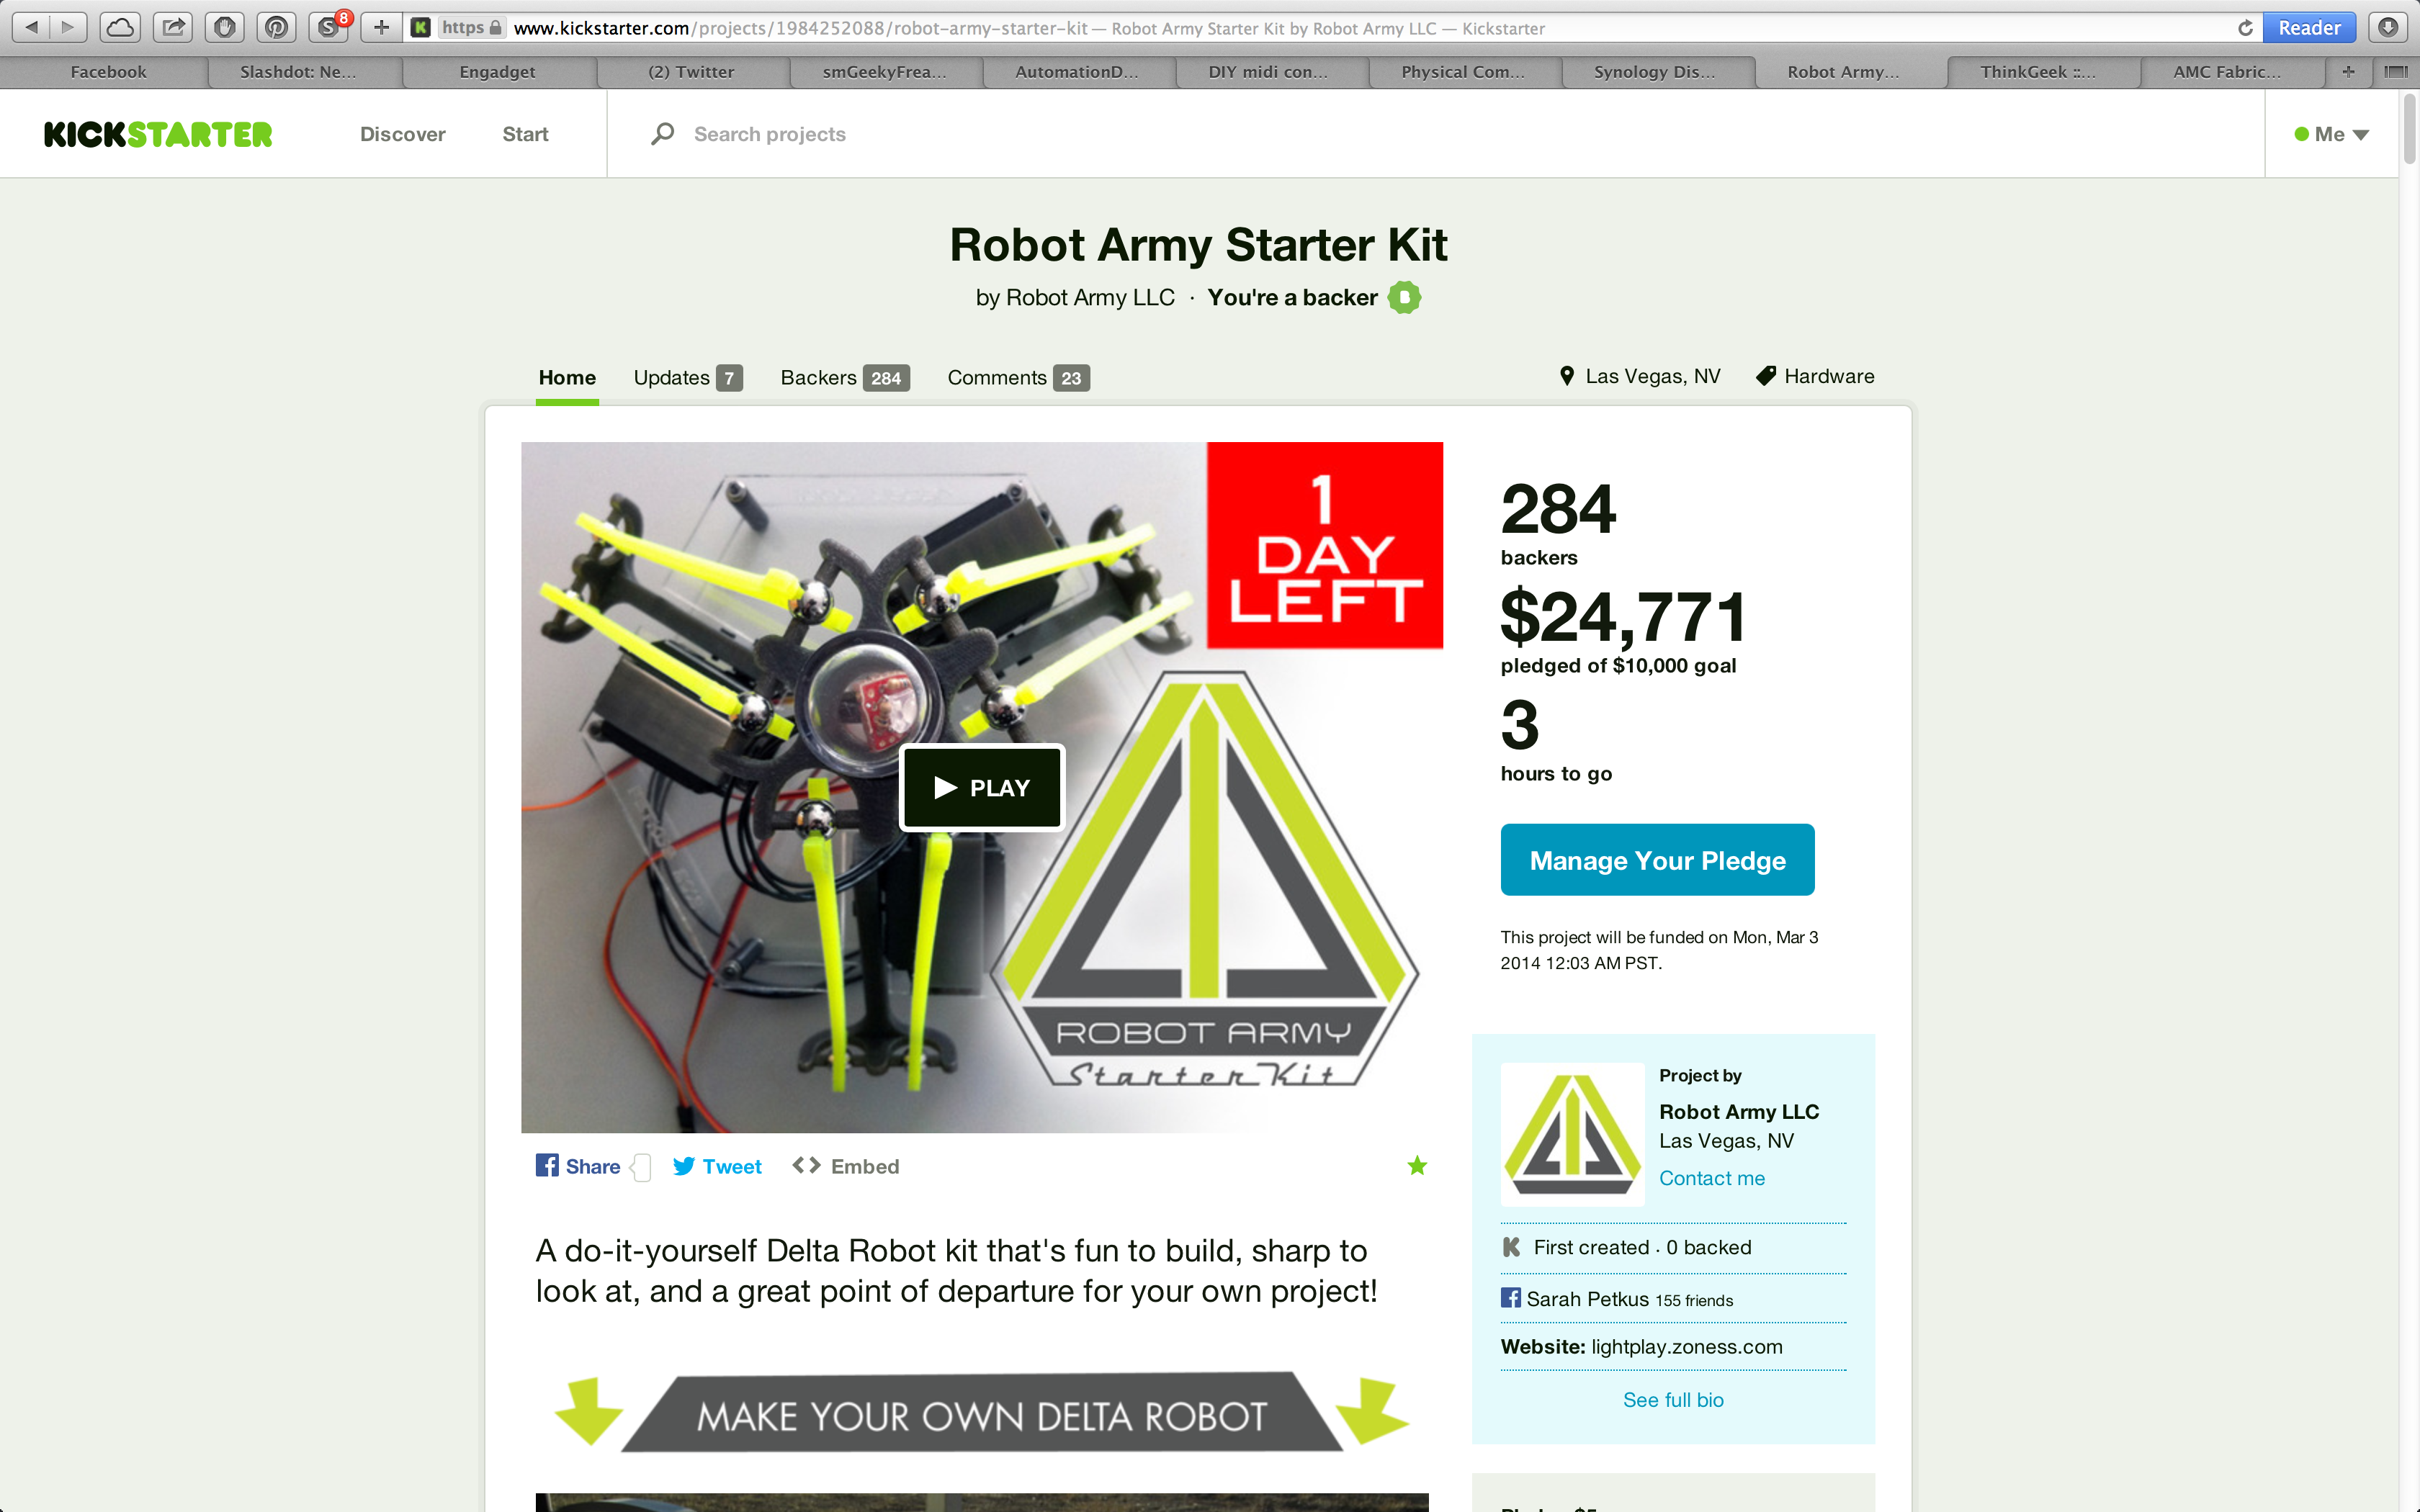 8
https www.kickstarter.com/projects/1984252088/robot-army-starter-kit — Robot Army Starter Kit by Robot Army LLC — Kickstarter
Reader
Facebook
Slashdot: Ne...
Engadget
(2) Twitter
smGeekyFrea...
AutomationD...
DIY midi con...
Physical Com...
Synology Dis...
Robot Army...
ThinkGeek ::...
AMC Fabric...
KICKSTARTER
Discover
Start
Search projects
Me
Robot Army Starter Kit
by Robot Army LLC · You're a backer B
Home
Updates 7
Backers 284
Comments 23
Las Vegas, NV
Hardware
1
DAY
LEFT
PLAY
ROBOT ARMY
Starter Kit
284
backers
$24,771
pledged of $10,000 goal
3
hours to go
Manage Your Pledge
This project will be funded on Mon, Mar 3
2014 12:03 AM PST.
Share
Tweet
Embed
A do-it-yourself Delta Robot kit that's fun to build, sharp to
look at, and a great point of departure for your own project!
MAKE YOUR OWN DELTA ROBOT
Project by
Robot Army LLC
Las Vegas, NV
Contact me
First created · 0 backed
Sarah Petkus 155 friends
Website: lightplay.zoness.com
See full bio